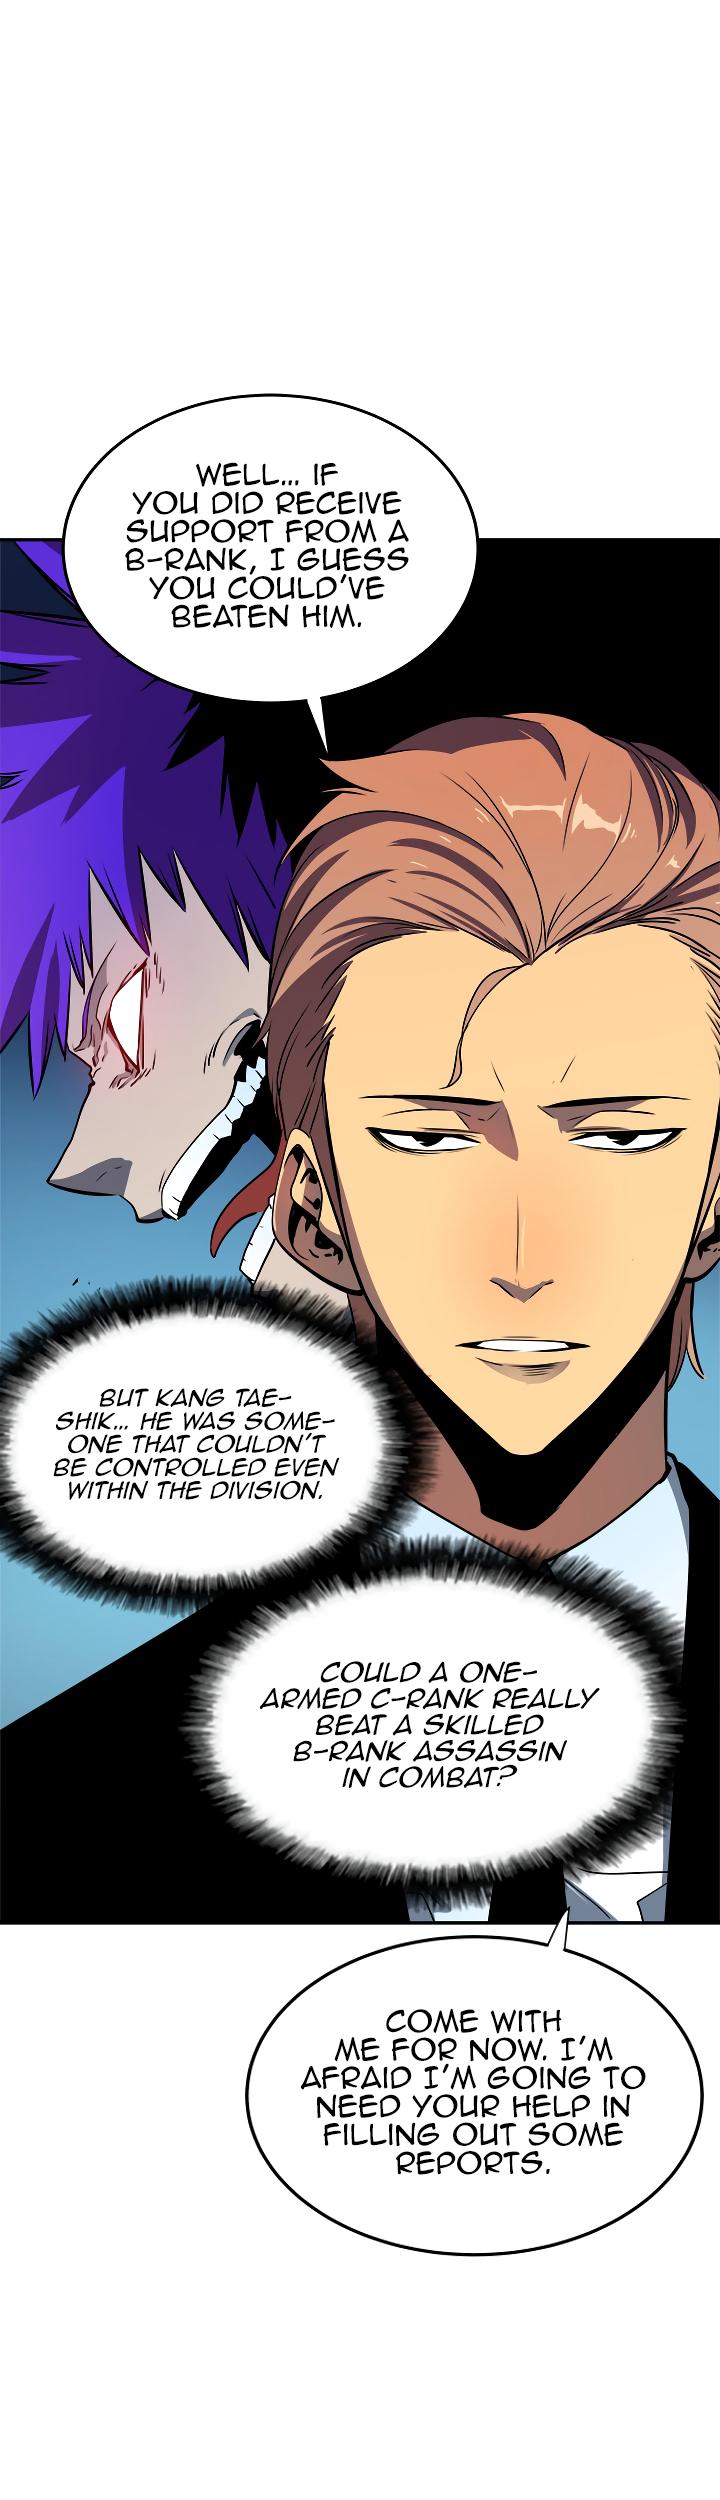 WELL... IF
YOU DID RECEIVE
SUPPORT FROM A
B-RANK, I GUESS
YOU COULD'VE
BEATEN HIM.
BUT KANG TAE-
SHIK... HE WAS SOME-
ONE THAT COULDN'T
BE CONTROLLED EVEN
WITHIN THE DIVISION.
COULD A ONE-
ARMED C-RANK REALLY
BEAT A SKILLED
B-RANK ASSASSIN
IN COMBAT?
COME WITH
ME FOR NOW. I'M
AFRAID I'M GOING TO
NEED YOUR HELP IN
FILLING OUT SOME
REPORTS.